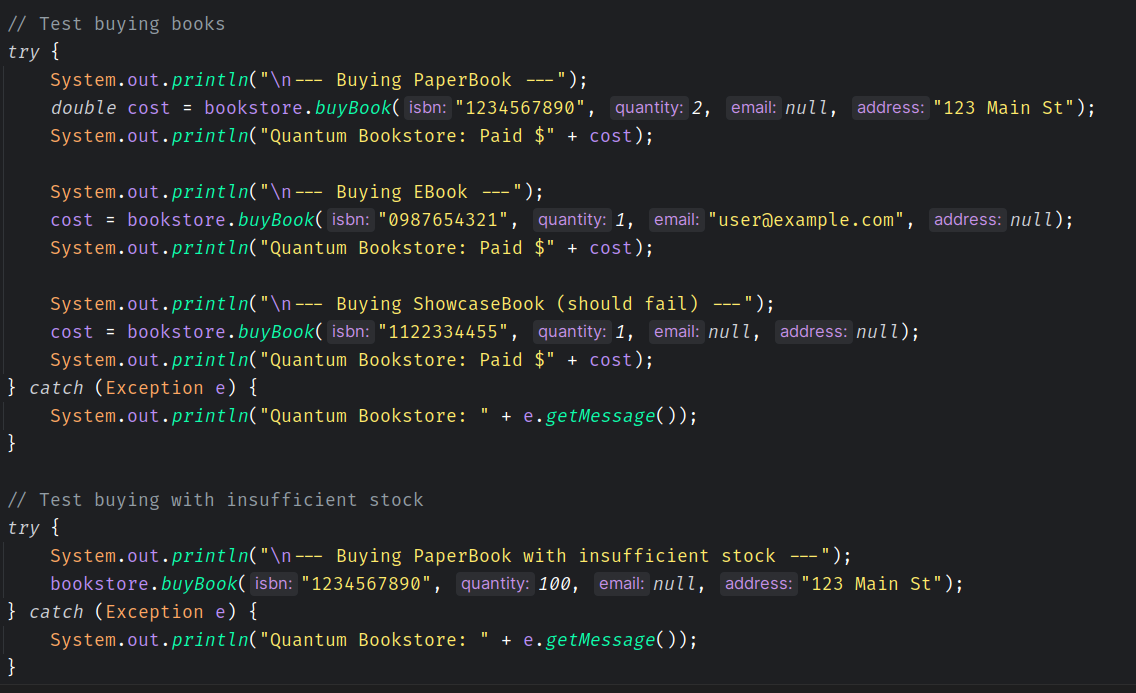 // Test buying books
try {
    System.out.println("\n--- Buying PaperBook ---");
    double cost = bookstore.buyBook( isbn: "1234567890", quantity: 2, email: null, address: "123 Main St");
    System.out.println("Quantum Bookstore: Paid $" + cost);

    System.out.println("\n--- Buying EBook ---");
    cost = bookstore.buyBook( isbn: "0987654321", quantity: 1, email: "user@example.com", address: null);
    System.out.println("Quantum Bookstore: Paid $" + cost);

    System.out.println("\n--- Buying ShowcaseBook (should fail) ---");
    cost = bookstore.buyBook( isbn: "1122334455", quantity: 1, email: null, address: null);
    System.out.println("Quantum Bookstore: Paid $" + cost);
} catch (Exception e) {
    System.out.println("Quantum Bookstore: " + e.getMessage());
}

// Test buying with insufficient stock
try {
    System.out.println("\n--- Buying PaperBook with insufficient stock ---");
    bookstore.buyBook( isbn: "1234567890", quantity: 100, email: null, address: "123 Main St");
} catch (Exception e) {
    System.out.println("Quantum Bookstore: " + e.getMessage());
}